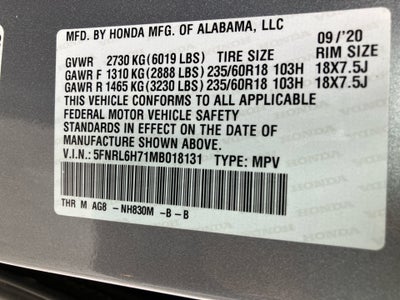 MFD. BY HONDA MFG. OF ALABAMA, LLC 09/'20
GVWR 2730 KG (6019 LBS) TIRE SIZE RIM SIZE
GAWR F 1310 KG (2888 LBS) 235/60R18 103H 18X7.5J
GAWR R 1465 KG (3230 LBS) 235/60R18 103H 18X7.5J
THIS VEHICLE CONFORMS TO ALL APPLICABLE
FEDERAL MOTOR VEHICLE SAFETY
STANDARDS IN EFFECT ON THE DATE OF
MANUFACTURE SHOWN ABOVE.
V.I.N.: 5FNRL6H71MB018131 TYPE: MPV
THR M AG8 - NH830M -B - B